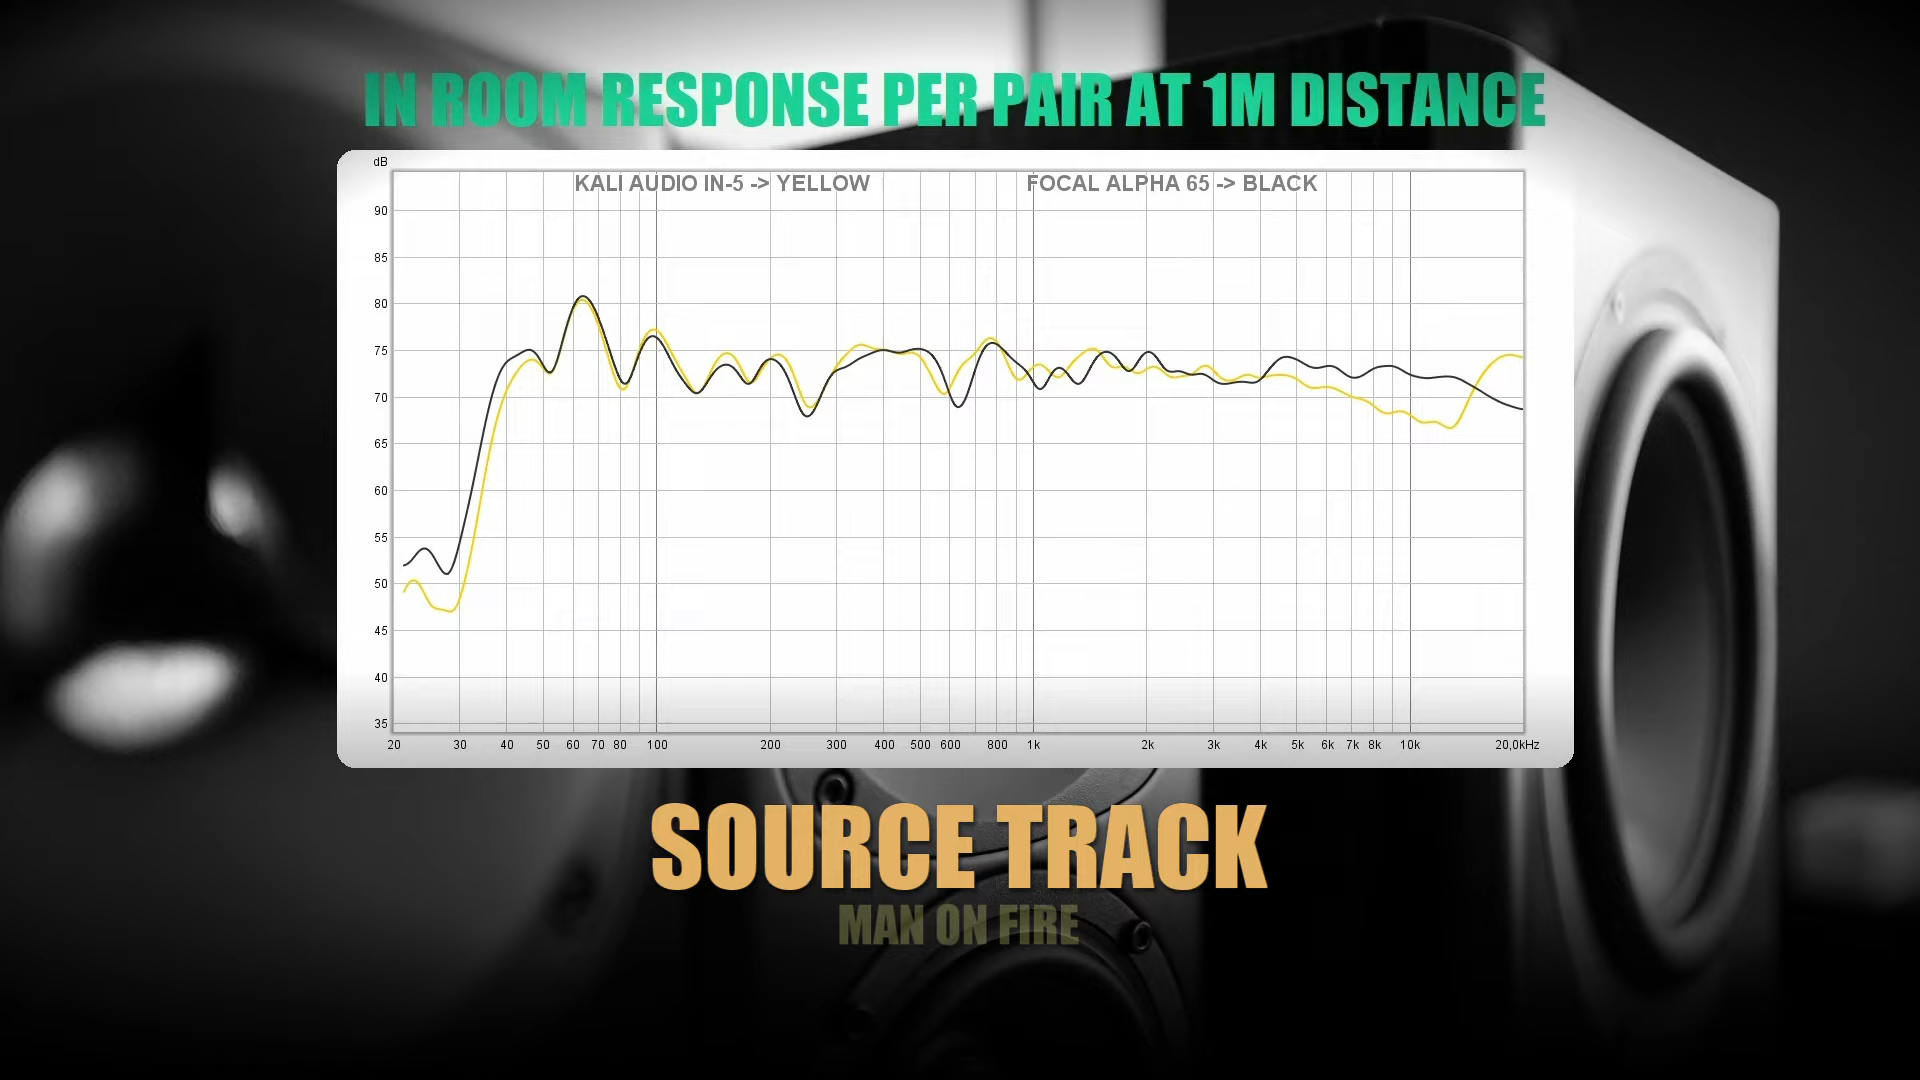 IN ROOM RESPONSE PER PAIR AT 1M DISTANCE
dB
KALI AUDIO IN-5 -> YELLOW
FOCAL ALPHA 65 -> BLACK
90
85
80
75
70
65
60
55
50
45
40
35
20 30 40 50 60 70 80 100 200 300 400 500 600 800 1k 2k 3k 4k 5k 6k 7k 8k 10k 20,0kHz
SOURCE TRACK
MAN ON FIRE